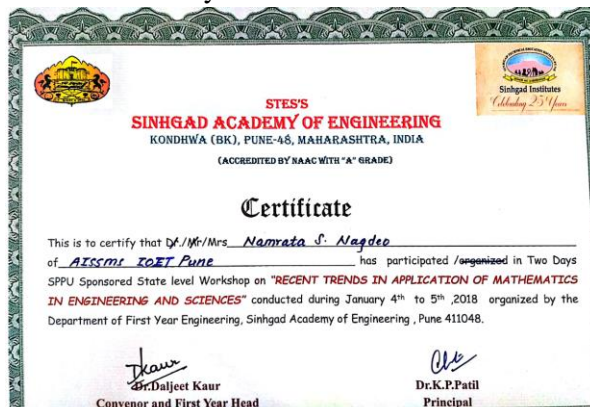 Sinhgad Institutes
Celebrating 25 Years
STES'S
SINHGAD ACADEMY OF ENGINEERING
KONDHWA (BK), PUNE-48, MAHARASHTRA, INDIA
(ACCREDITED BY NAAC WITH "A" GRADE)
Certificate
This is to certify that Dr./Mr/Mrs Namrata S. Nagdeo
of AISSMS IOIT Pune has participated /organized in Two Days
SPPU Sponsored State level Workshop on "RECENT TRENDS IN APPLICATION OF MATHEMATICS
IN ENGINEERING AND SCIENCES" conducted during January 4th to 5th ,2018 organized by the
Department of First Year Engineering, Sinhgad Academy of Engineering , Pune 411048.
Dkaur
Dr.Daljeet Kaur Dr.K.P.Patil
Convenor and First Year Head Principal